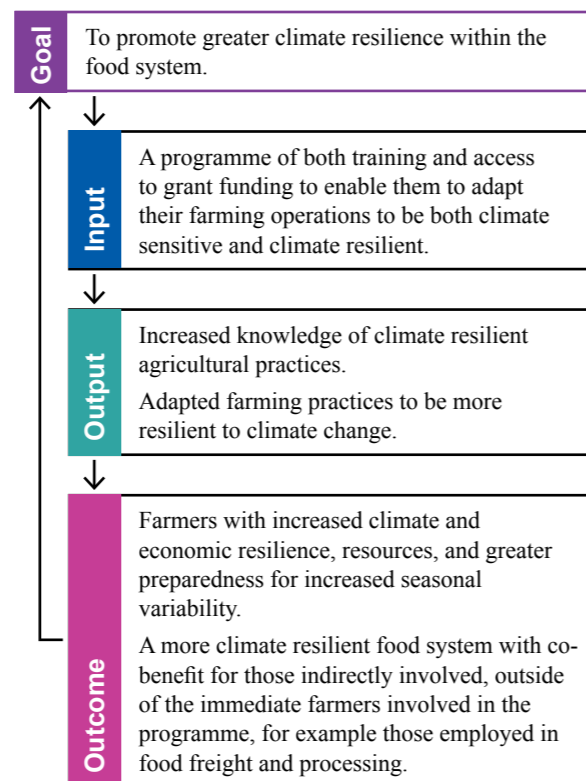 Goal
To promote greater climate resilience within the
food system.
Input
A programme of both training and access
to grant funding to enable them to adapt
their farming operations to be both climate
sensitive and climate resilient.
Output
Increased knowledge of climate resilient
agricultural practices.
Adapted farming practices to be more
resilient to climate change.
Outcome
Farmers with increased climate and
economic resilience, resources, and greater
preparedness for increased seasonal
variability.
A more climate resilient food system with co-
benefit for those indirectly involved, outside
of the immediate farmers involved in the
programme, for example those employed in
food freight and processing.